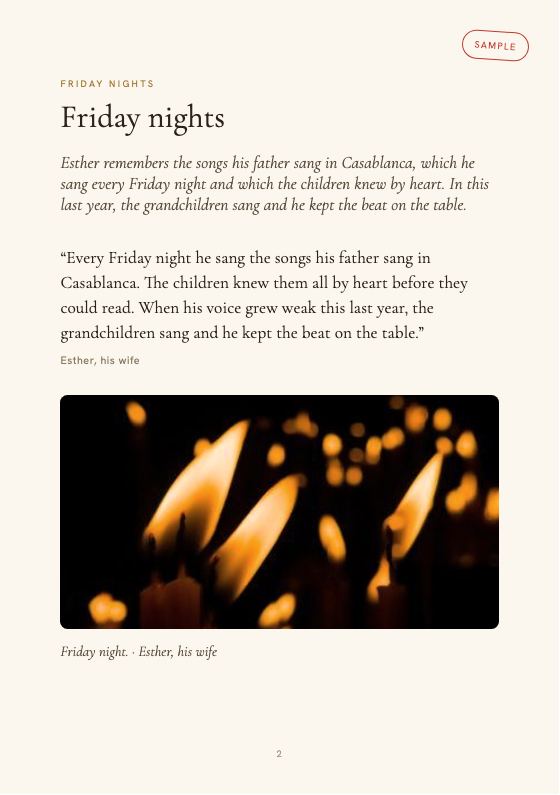 SAMPLE
FRIDAY NIGHTS
Friday nights
Esther remembers the songs his father sang in Casablanca, which he
sang every Friday night and which the children knew by heart. In this
last year, the grandchildren sang and he kept the beat on the table.
“Every Friday night he sang the songs his father sang in
Casablanca. The children knew them all by heart before they
could read. When his voice grew weak this last year, the
grandchildren sang and he kept the beat on the table.”
Esther, his wife
Friday night. · Esther, his wife
2